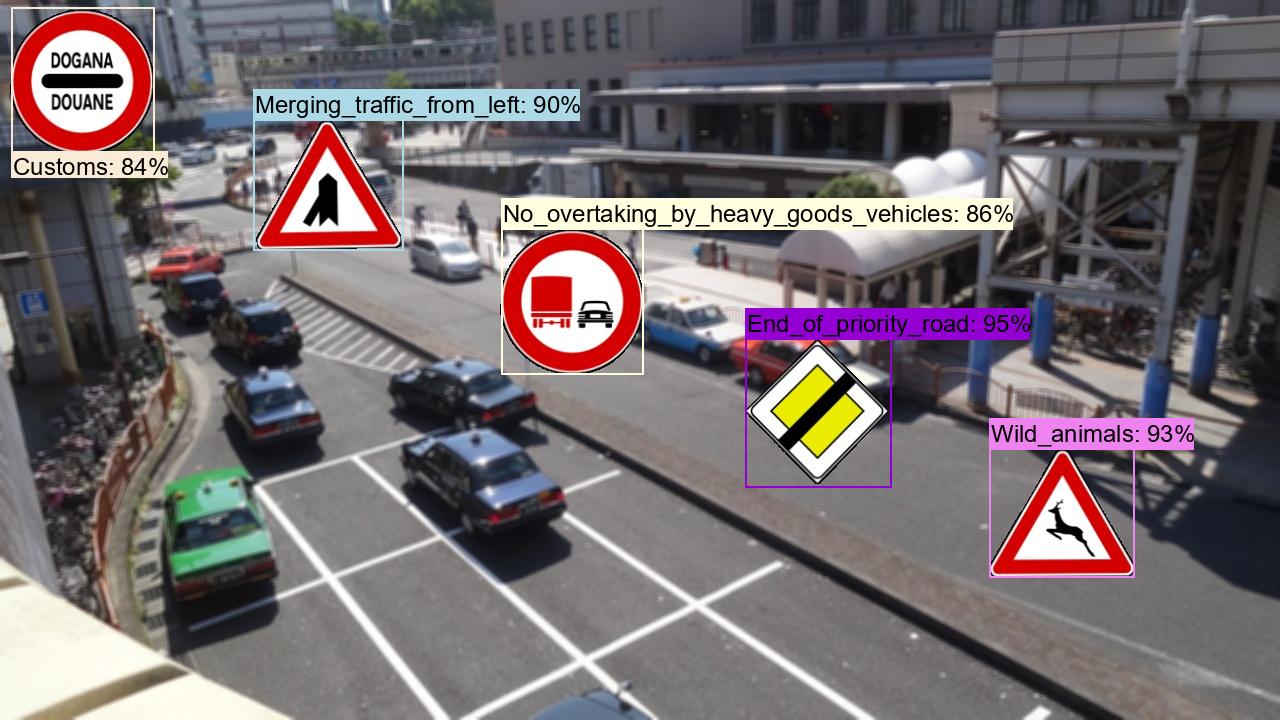 DOGANA
DOUANE
Customs: 84%
Merging_traffic_from_left: 90%
No_overtaking_by_heavy_goods_vehicles: 86%
End_of_priority_road: 95%
Wild_animals: 93%